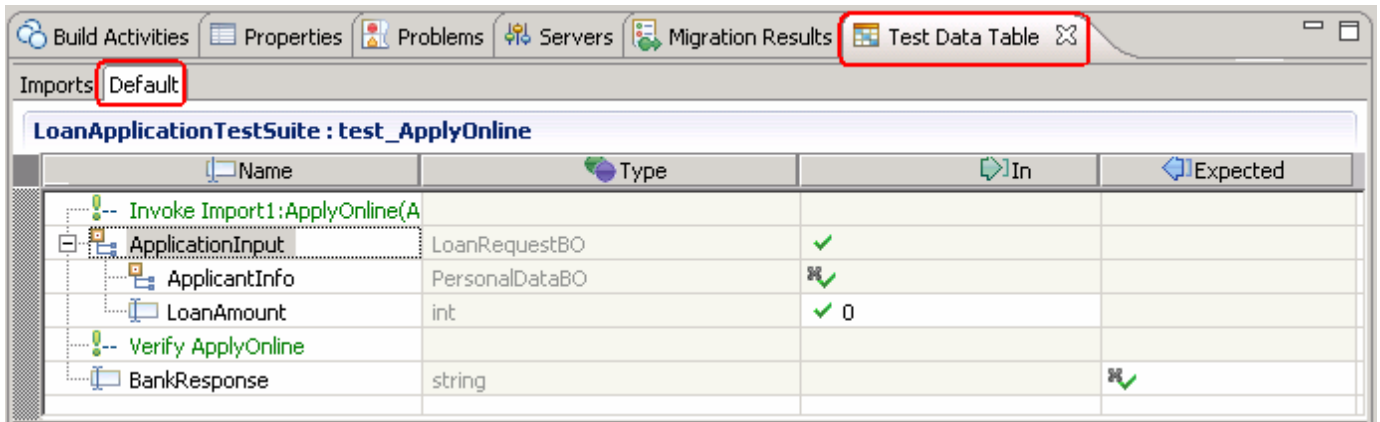 Build Activities Properties Problems Servers Migration Results Test Data Table
Imports Default
LoanApplicationTestSuite : test_ApplyOnline
Name Type In Expected
Invoke Import1:ApplyOnline(A
ApplicationInput LoanRequestBO
ApplicantInfo PersonalDataBO
LoanAmount int 0
Verify ApplyOnline
BankResponse string